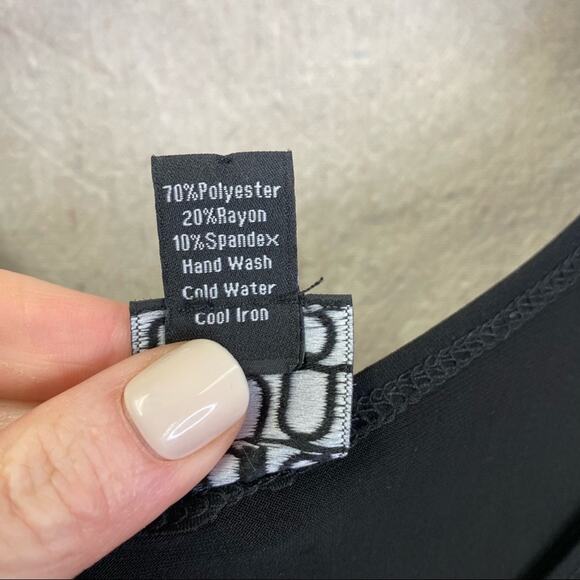 70%Polyester
20%Rayon
10%Spandex
Hand Wash
Cold Water
Cool Iron